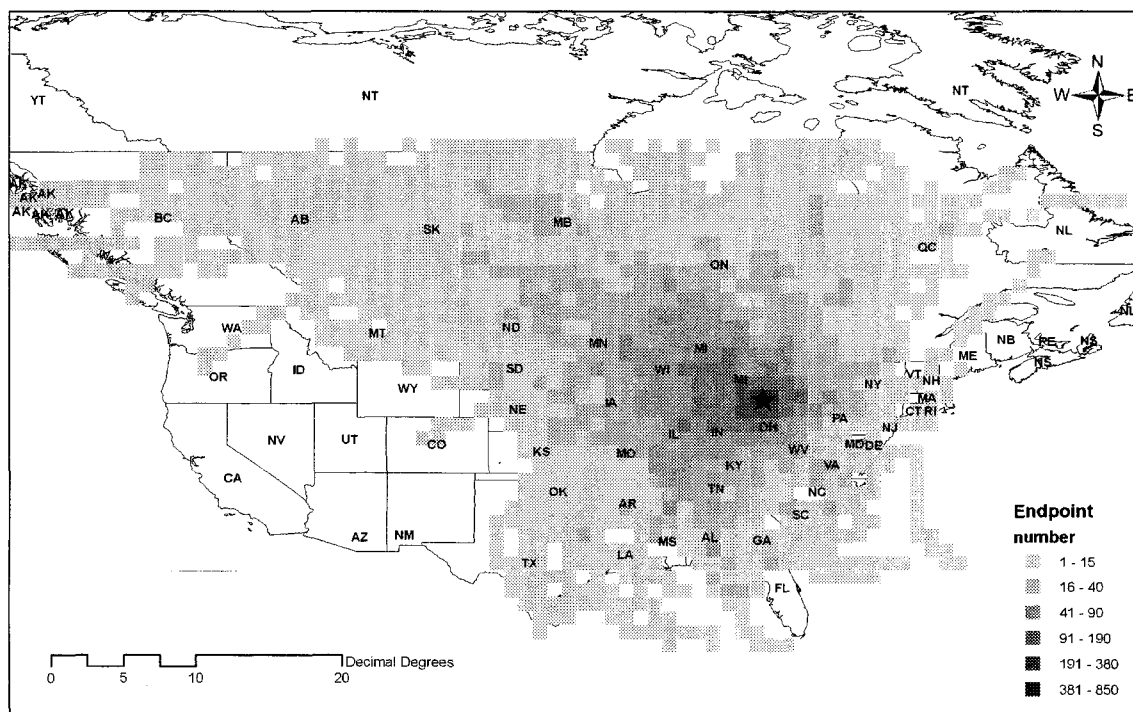 N
W E
S
YT
NT
NT
AK
AK
AK
AK
AK
AK
BC
AB
SK
MB
ON
QC
NL
NL
WA
MT
ND
MN
MI
ME
NB
PE
NS
NS
OR
ID
WY
SD
WI
MI
NY
VT
NH
MA
CT RI
NE
IA
PA
NJ
NV
UT
CO
KS
MO
IL
IN
OH
WV
MD
DE
VA
CA
KY
OK
AR
TN
NC
SC
AZ
NM
TX
LA
MS
AL
GA
FL
Endpoint
number
1 - 15
16 - 40
41 - 90
91 - 190
191 - 380
381 - 850
Decimal Degrees
0 5 10 20